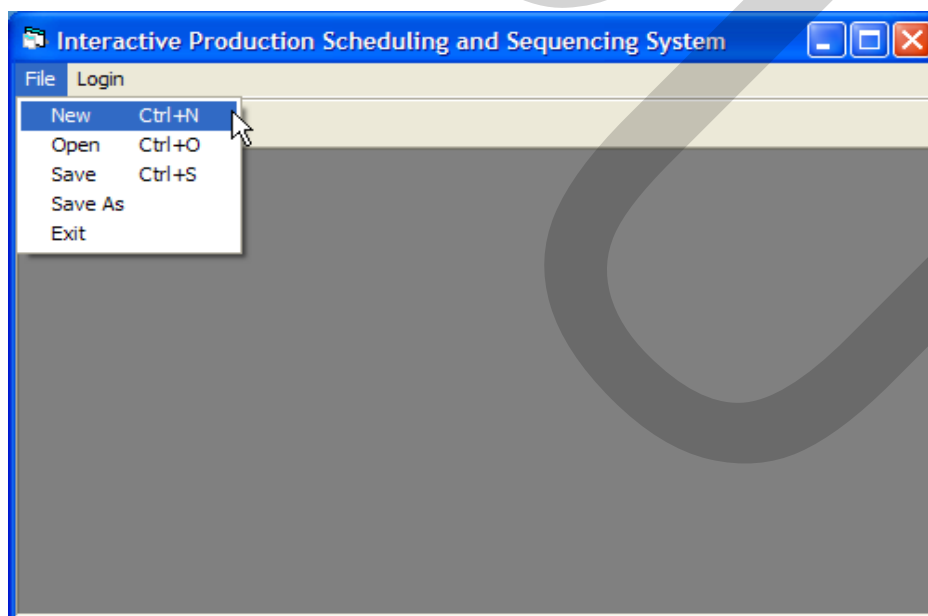 Interactive Production Scheduling and Sequencing System
File Login
New Ctrl+N
Open Ctrl+O
Save Ctrl+S
Save As
Exit